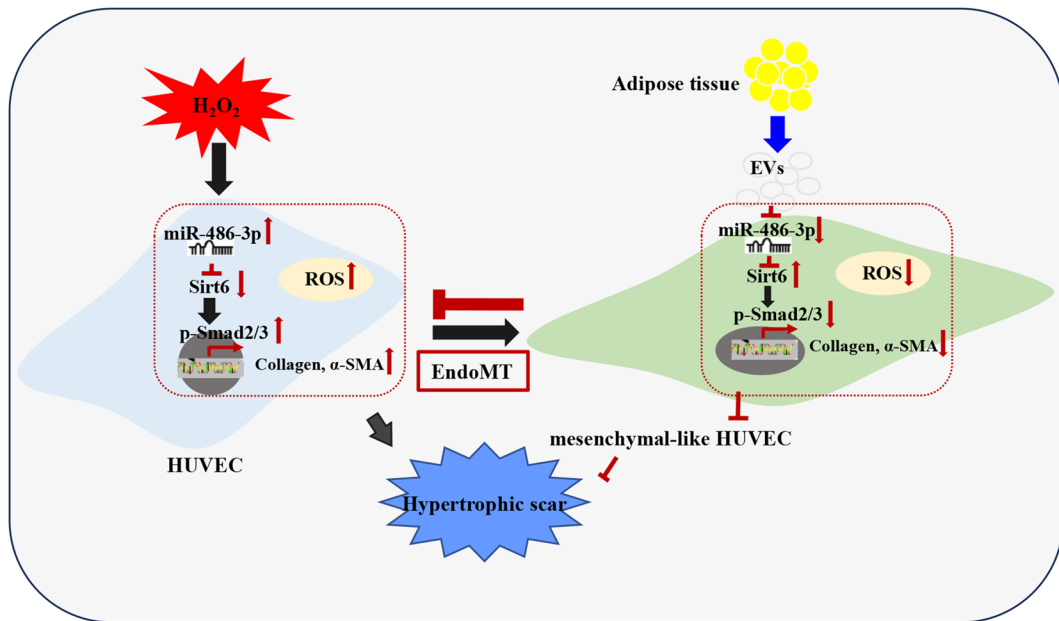 H₂O₂
miR-486-3p
Sirt6
ROS
p-Smad2/3
Collagen, α-SMA
HUVEC
EndoMT
Adipose tissue
EVs
miR-486-3p
Sirt6
ROS
p-Smad2/3
Collagen, α-SMA
mesenchymal-like HUVEC
Hypertrophic scar